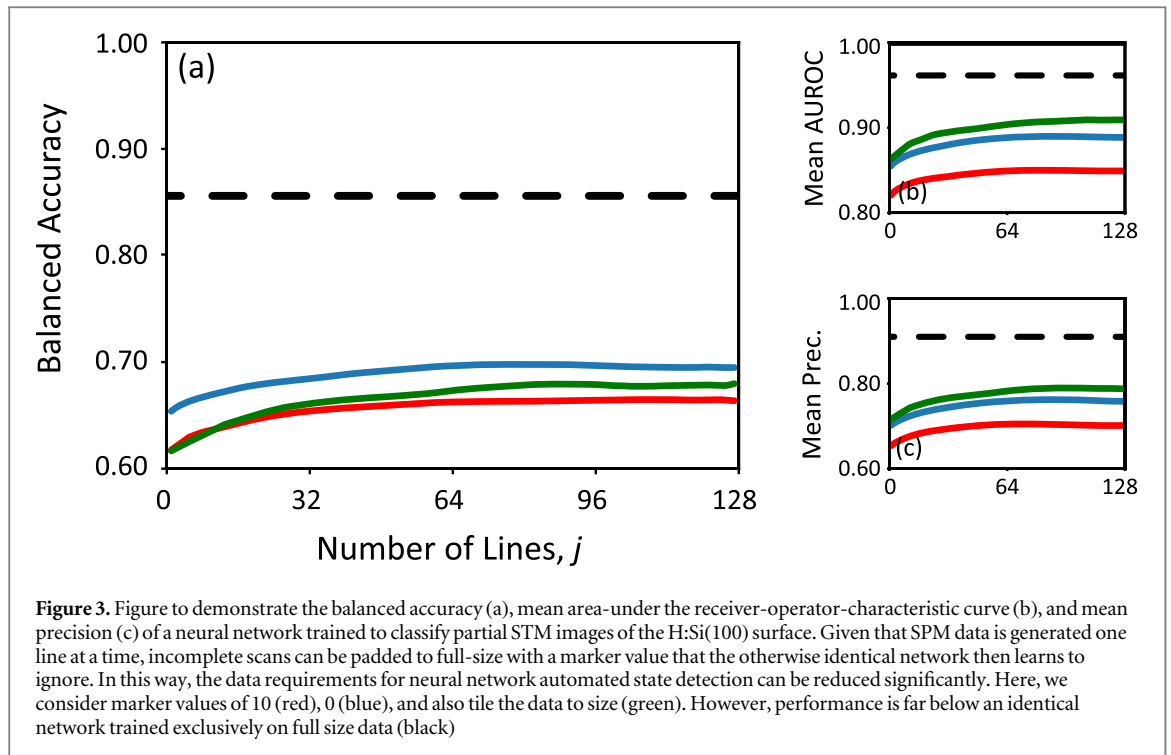 (a)
1.00
0.90
0.80
0.70
0.60
Balanced Accuracy
0
32
64
96
128
Number of Lines, j
1.00
0.90
0.80
Mean AUROC
(b)
0
64
128
1.00
0.80
0.60
Mean Prec.
(c)
0
64
128
Figure 3. Figure to demonstrate the balanced accuracy (a), mean area-under the receiver-operator-characteristic curve (b), and mean
precision (c) of a neural network trained to classify partial STM images of the H:Si(100) surface. Given that SPM data is generated one
line at a time, incomplete scans can be padded to full-size with a marker value that the otherwise identical network then learns to
ignore. In this way, the data requirements for neural network automated state detection can be reduced significantly. Here, we
consider marker values of 10 (red), 0 (blue), and also tile the data to size (green). However, performance is far below an identical
network trained exclusively on full size data (black)